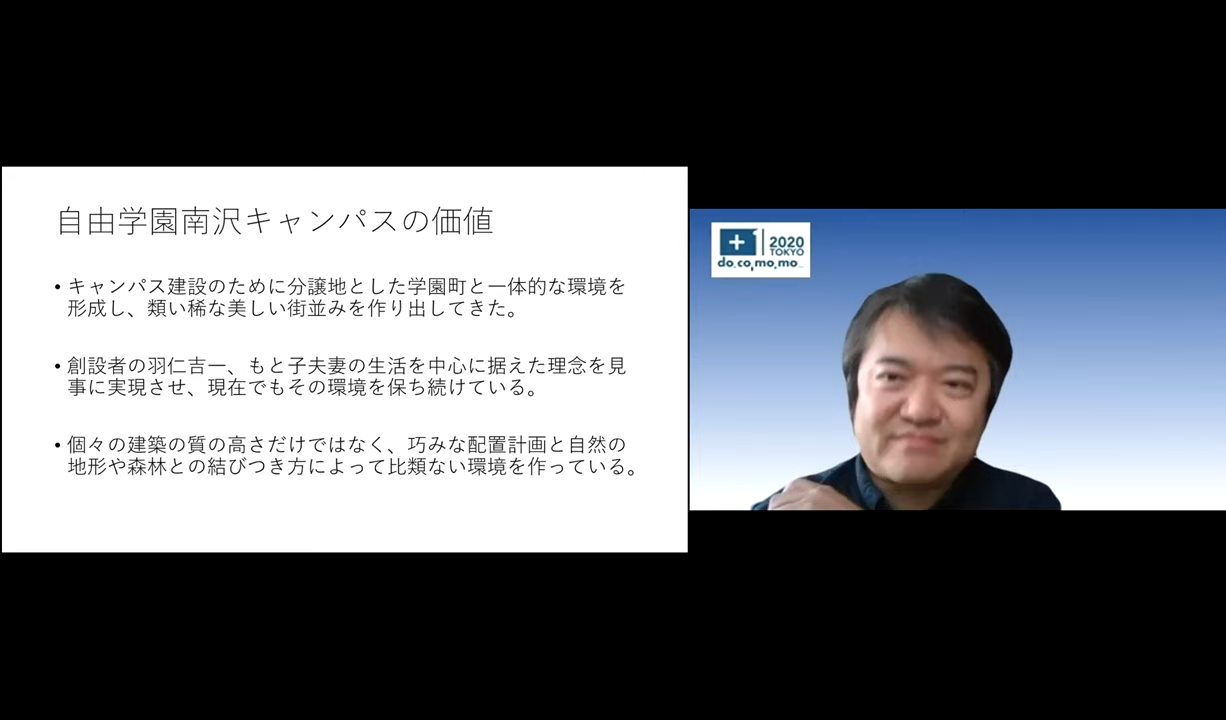 自由学園南沢キャンパスの価値
• キャンパス建設のために分譲地とした学園町と一体的な環境を
形成し、類い稀な美しい街並みを作り出してきた。
• 創設者の羽仁吉一、もと子夫妻の生活を中心に据えた理念を見
事に実現させ、現在でもその環境を保ち続けている。
• 個々の建築の質の高さだけではなく、巧みな配置計画と自然の
地形や森林との結びつき方によって比類ない環境を作っている。
+1 2020
TOKYO
do_co,mo,mo_